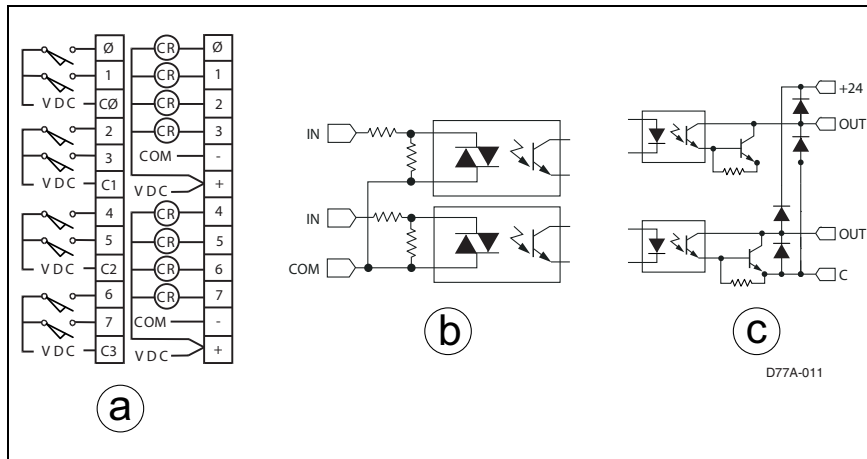 Ø
1
VDC CØ
2
3
VDC C1
4
5
VDC C2
6
7
VDC C3
CR Ø
CR 1
CR 2
CR 3
COM -
VDC +
CR 4
CR 5
CR 6
CR 7
COM -
VDC +
a
IN
IN
COM
b
+24
OUT
OUT
C
c
D77A-011